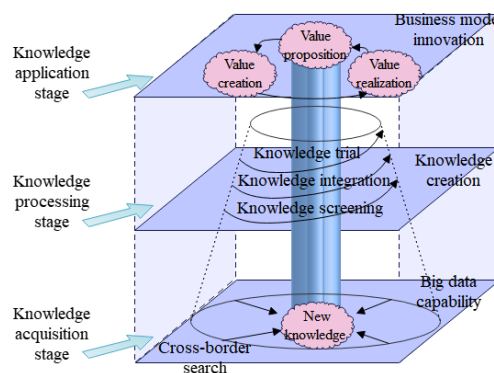 Business mode
innovation
Knowledge
application
stage
Value
proposition
Value
creation
Value
realization
Knowledge trial
Knowledge integration
Knowledge screening
Knowledge
creation
Knowledge
processing
stage
Big data
capability
New
knowledge
Knowledge
acquisition
stage
Cross-border
search